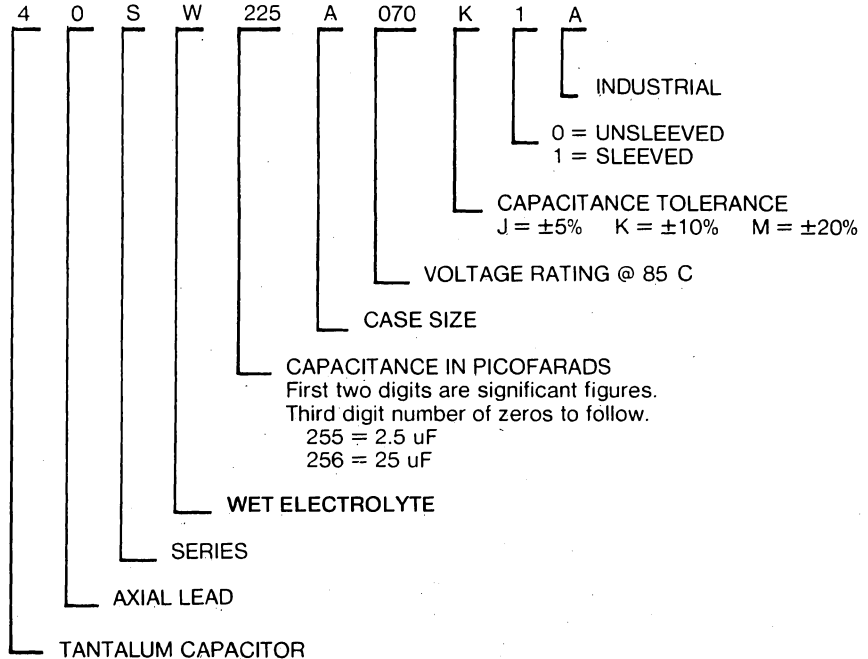 4 0 S W 225 A 070 K 1 A
INDUSTRIAL
0 = UNSLEEVED
1 = SLEEVED
CAPACITANCE TOLERANCE
J = ±5% K = ±10% M = ±20%
VOLTAGE RATING @ 85 C
CASE SIZE
CAPACITANCE IN PICOFARADS
First two digits are significant figures.
Third digit number of zeros to follow.
255 = 2.5 uF
256 = 25 uF
WET ELECTROLYTE
SERIES
AXIAL LEAD
TANTALUM CAPACITOR